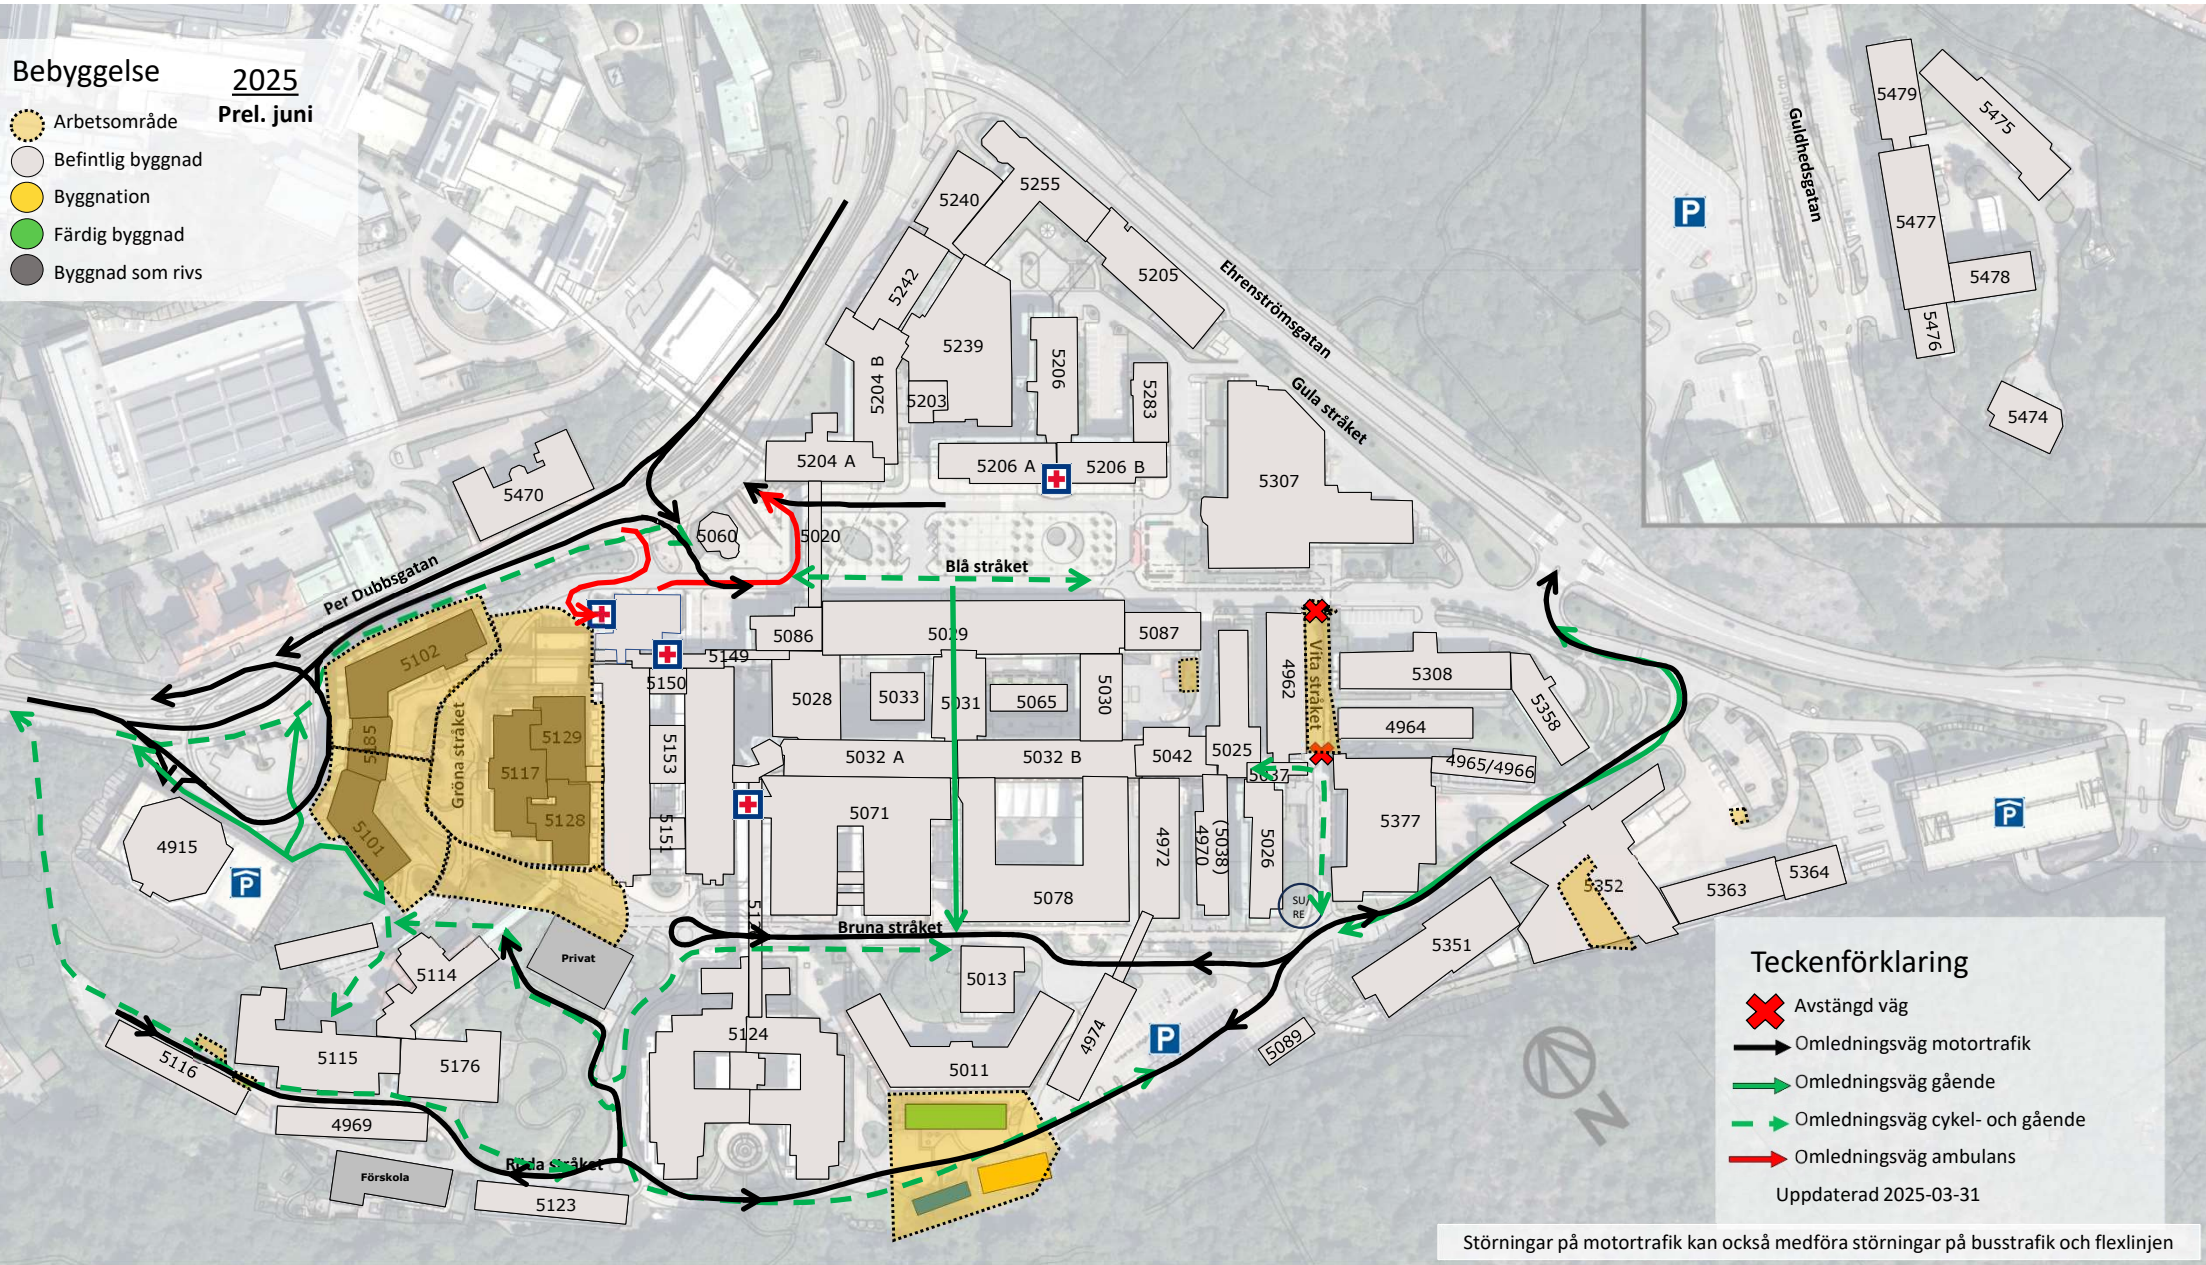 Bebyggelse
2025
Prel. juni
Arbetsområde
Befintlig byggnad
Byggnation
Färdig byggnad
Byggnad som rivs
5479
5475
Guldhedsgatan
P
5477
5478
5476
5474
5255
5240
5205
5242
Ehrenströmsgatan
5239
5206
5204 B
5203
5283
Gula stråket
5204 A
5206 A
5206 B
5307
5470
5060
5020
Blå stråket
Per Dubbsgatan
5086
5029
5087
5102
5149
5150
5028
5033
5031
5065
5030
4962
Vita stråket
5308
5358
4964
5185
Gröna stråket
5129
5117
5128
5153
5032 A
5032 B
5042
5025
5037
4965/4966
5101
5151
5071
4972
4970
(5038)
5026
5377
4915
P
P
5078
SU
RE
5352
5363
5364
Bruna stråket
5351
Privat
5114
5013
5124
4974
P
5089
5116
5115
5176
5011
4969
Röda stråket
Förskola
5123
N
Teckenförklaring
Avstängd väg
Omledningsväg motortrafik
Omledningsväg gående
Omledningsväg cykel- och gående
Omledningsväg ambulans
Uppdaterad 2025-03-31
Störningar på motortrafik kan också medföra störningar på busstrafik och flexlinjen